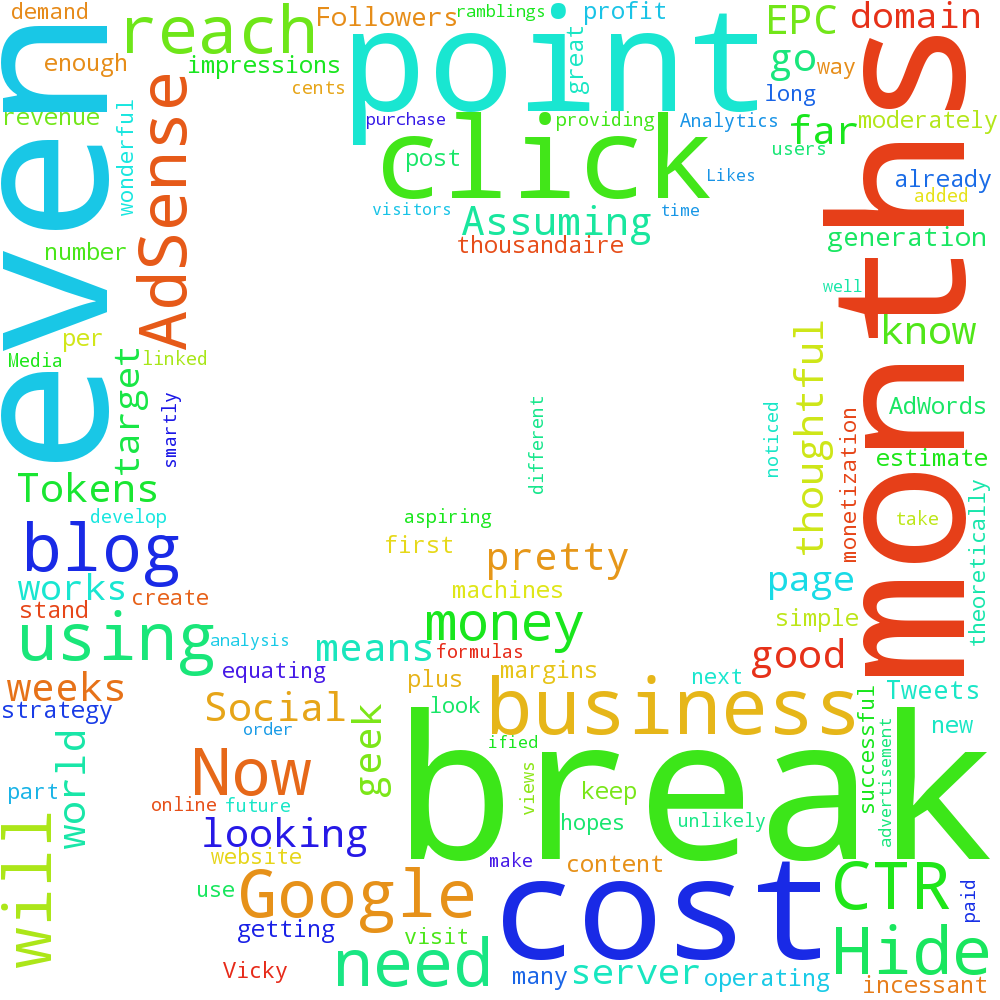 demand
even
reach
Followers
ramblings
point
profit
EPC
domain
enough
impressions
cents
great
go
way
months
revenue
wonderful
AdSense
purchase
click
providing
long
Analytics
far
moderately
post
users
Likes
already
added
visitors
Assuming
time
thousandaire
number
generation
well
per
Media
linked
target
smartly
know
thoughtful
different
noticed
AdWords
monetization
estimate
theoretically
Tokens
develop
blog
aspiring
first
pretty
take
works
create
stand
using
analysis
machines
money
means
formulas
page
simple
good
equating
weeks
strategy
plus
margins
next
Tweets
Social
order
look
business
new
geek
ified
successful
advertisement
world
Now
part
online
future
views
keep
break
hopes
unlikely
looking
website
make
content
will
use
Google
cost
CTR
paid
getting
visit
need
Hide
Vicky
many
server
operating
incessant